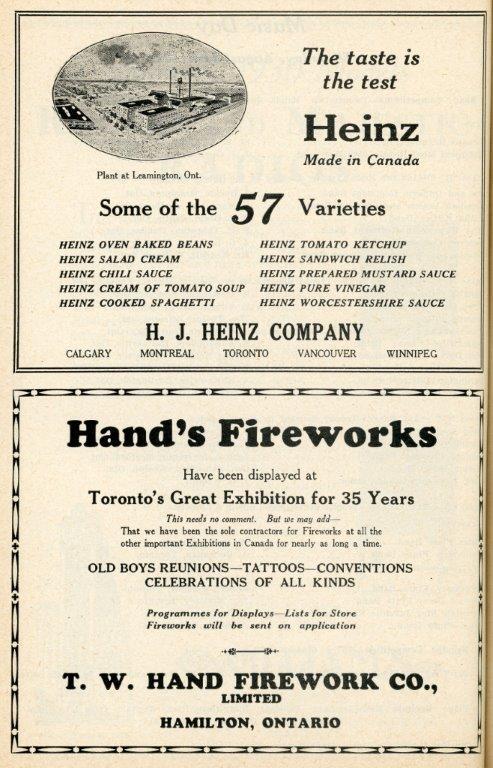 The taste is
the test
Heinz
Made in Canada
Plant at Leamington, Ont.
Some of the 57 Varieties
HEINZ OVEN BAKED BEANS
HEINZ SALAD CREAM
HEINZ CHILI SAUCE
HEINZ CREAM OF TOMATO SOUP
HEINZ COOKED SPAGHETTI
HEINZ TOMATO KETCHUP
HEINZ SANDWICH RELISH
HEINZ PREPARED MUSTARD SAUCE
HEINZ PURE VINEGAR
HEINZ WORCESTERSHIRE SAUCE
H. J. HEINZ COMPANY
CALGARY MONTREAL TORONTO VANCOUVER WINNIPEG
Hand's Fireworks
Have been displayed at
Toronto's Great Exhibition for 35 Years
This needs no comment. But we may add—
That we have been the sole contractors for Fireworks at all the
other important Exhibitions in Canada for nearly as long a time.
OLD BOYS REUNIONS—TATTOOS—CONVENTIONS
CELEBRATIONS OF ALL KINDS
Programmes for Displays—Lists for Store
Fireworks will be sent on application
T. W. HAND FIREWORK CO.,
LIMITED
HAMILTON, ONTARIO